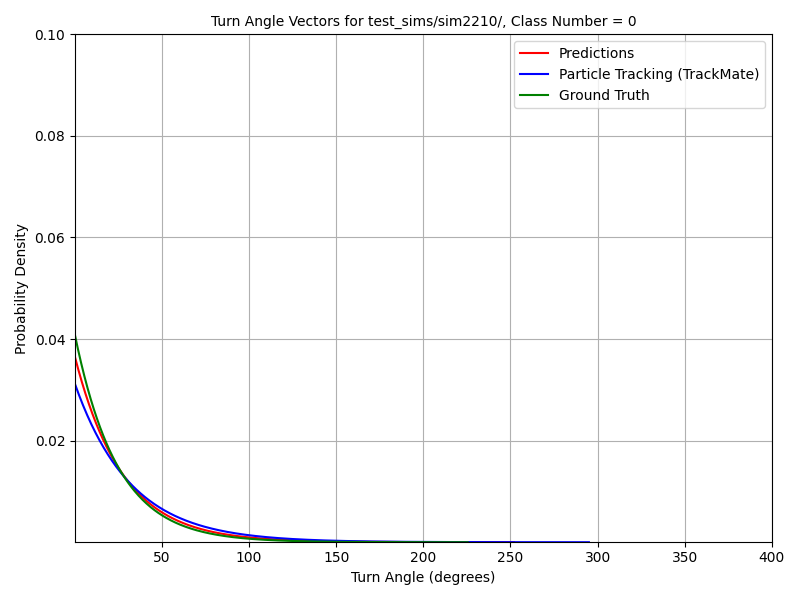 Turn Angle Vectors for test_sims/sim2210/, Class Number = 0
0.10
0.08
0.06
0.04
0.02
Probability Density
Predictions
Particle Tracking (TrackMate)
Ground Truth
50 100 150 200 250 300 350 400
Turn Angle (degrees)